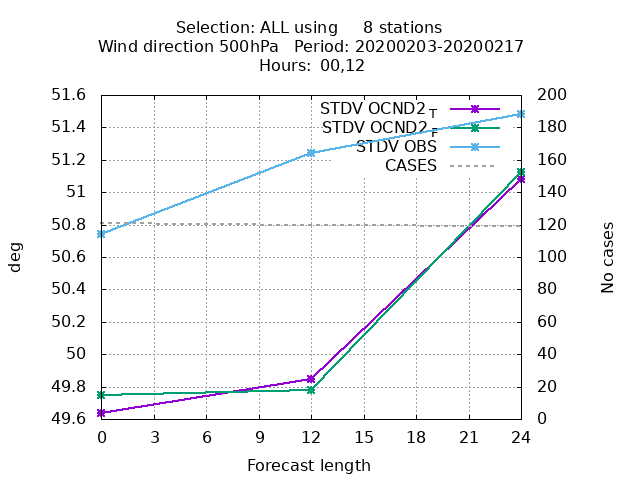 Selection: ALL using 8 stations
Wind direction 500hPa Period: 20200203-20200217
Hours: 00,12
STDV OCND2 T
STDV OCND2 F
STDV OBS
CASES
51.6
51.4
51.2
51
50.8
50.6
50.4
50.2
50
49.8
49.6
deg
200
180
160
140
120
100
80
60
40
20
0
No cases
0 3 6 9 12 15 18 21 24
Forecast length